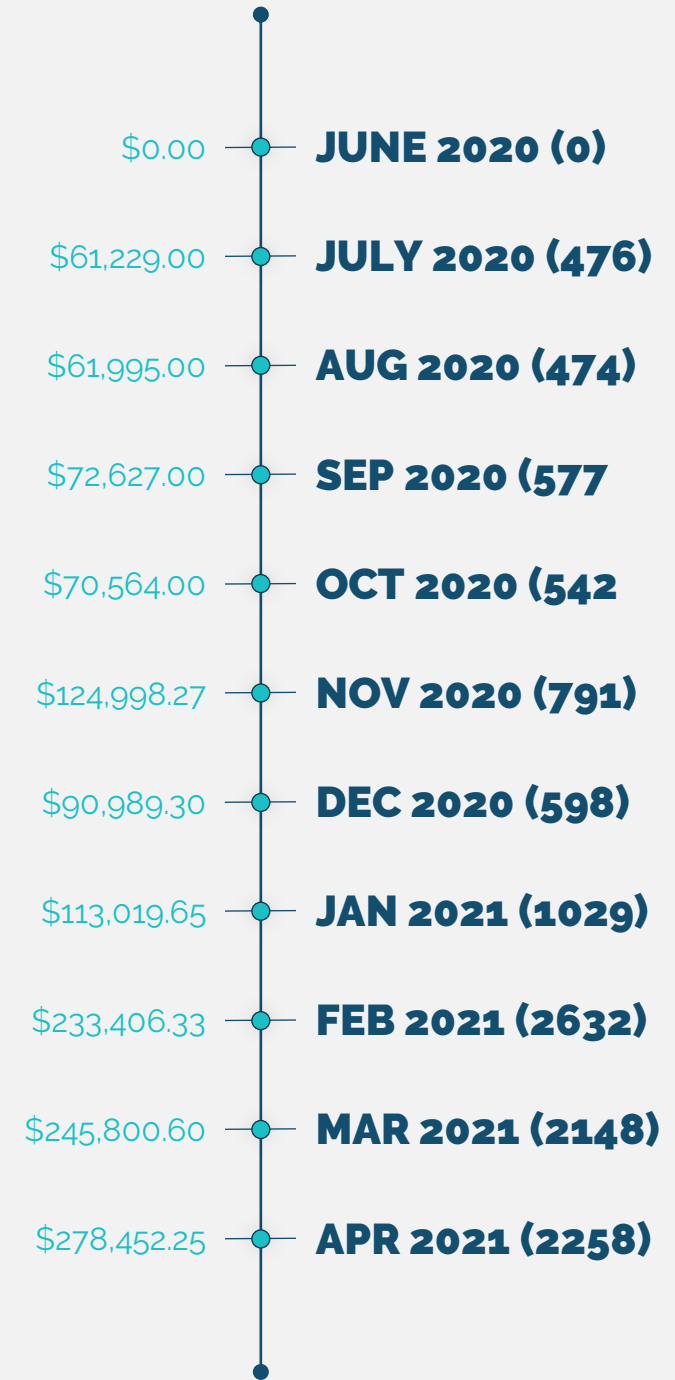 $0.00 JUNE 2020 (0)
$61,229.00 JULY 2020 (476)
$61,995.00 AUG 2020 (474)
$72,627.00 SEP 2020 (577
$70,564.00 OCT 2020 (542
$124,998.27 NOV 2020 (791)
$90,989.30 DEC 2020 (598)
$113,019.65 JAN 2021 (1029)
$233,406.33 FEB 2021 (2632)
$245,800.60 MAR 2021 (2148)
$278,452.25 APR 2021 (2258)